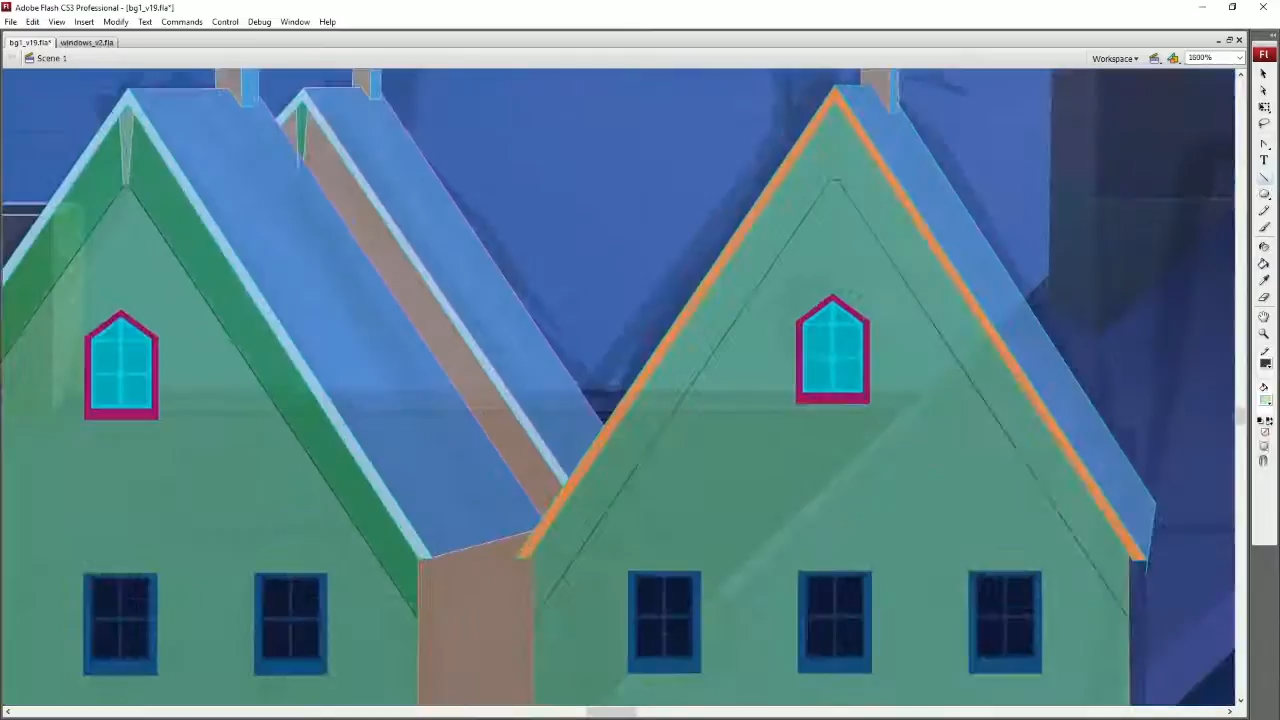 Adobe Flash CS3 Professional - [bg1_v19.fla*]
File Edit View Insert Modify Text Commands Control Debug Window Help
bg1_v19.fla* windows_v2.fla
Scene 1 Workspace 1600%
Fl
T